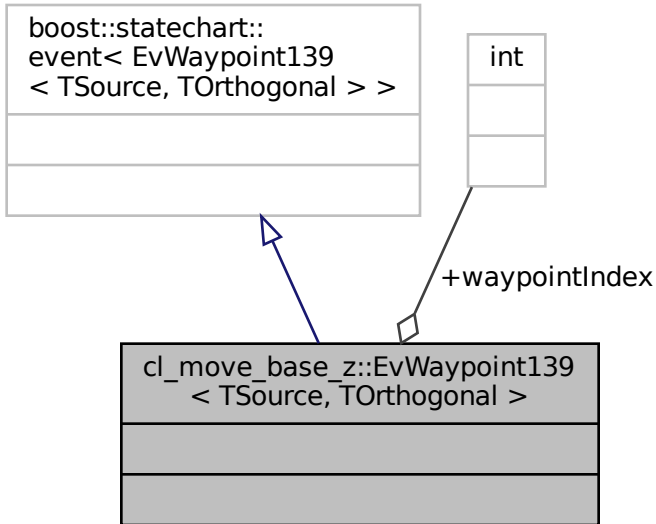 boost::statechart::
event< EvWaypoint139
< TSource, TOrthogonal > >
int
+waypointIndex
cl_move_base_z::EvWaypoint139
< TSource, TOrthogonal >